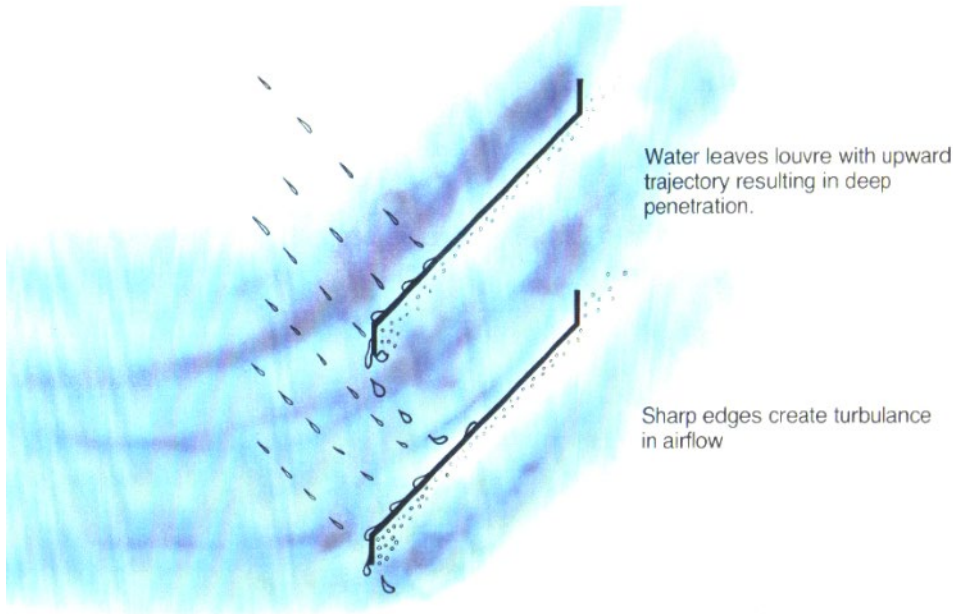 Water leaves louvre with upward
trajectory resulting in deep
penetration.
Sharp edges create turbulance
in airflow